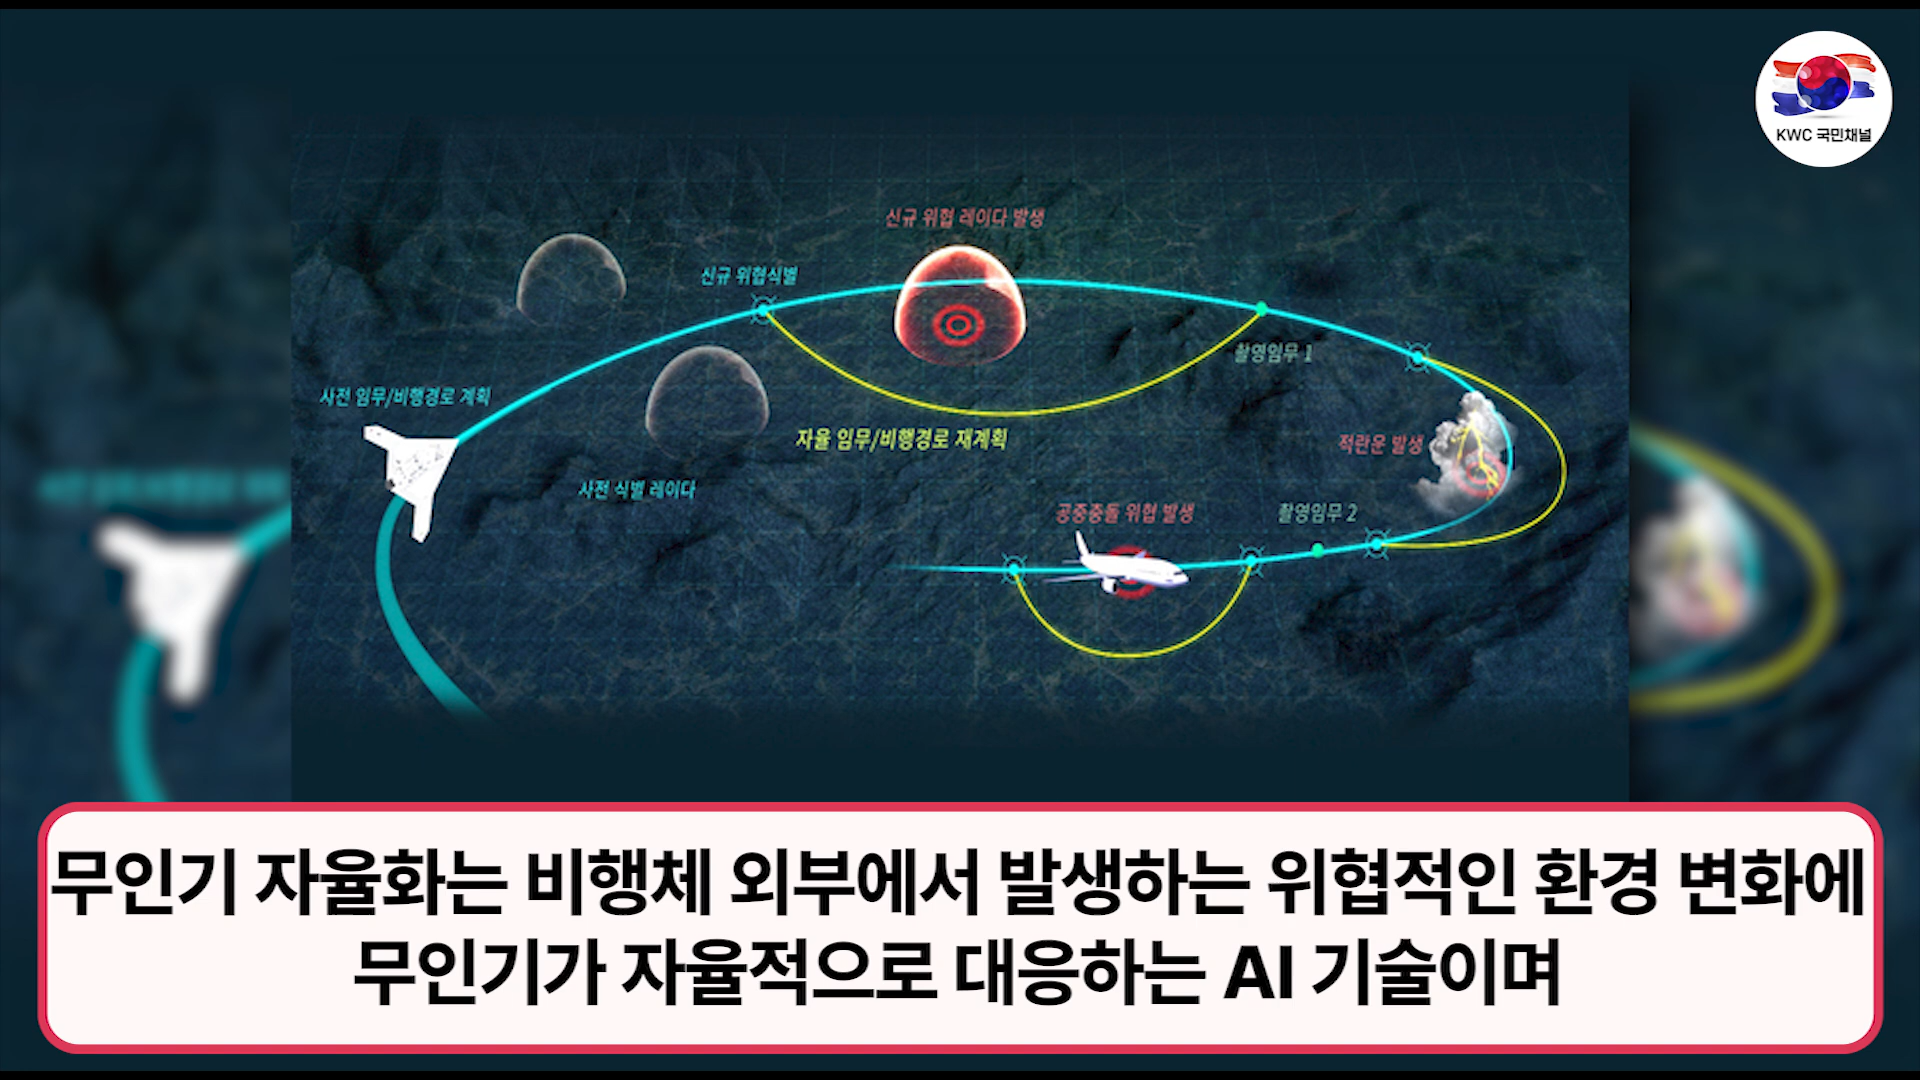 KWC 국민채널
신규 위협 레이다 발생
신규 위협식별
촬영임무 1
사전 임무/비행경로 계획
자율 임무/비행경로 재계획
적란운 발생
사전 식별 레이다
공중충돌 위협 발생
촬영임무 2
무인기 자율화는 비행체 외부에서 발생하는 위협적인 환경 변화에
무인기가 자율적으로 대응하는 AI 기술이며